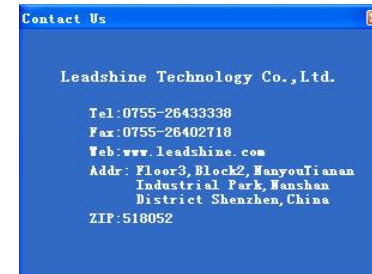 Contact Us
Leadshine Technology Co.,Ltd.
Tel:0755-26433338
Fax:0755-26402718
Web:www.leadshine.com
Addr: Floor3,Block2,NanyouTianan
Industrial Park,Nanshan
District Shenzhen,China
ZIP:518052